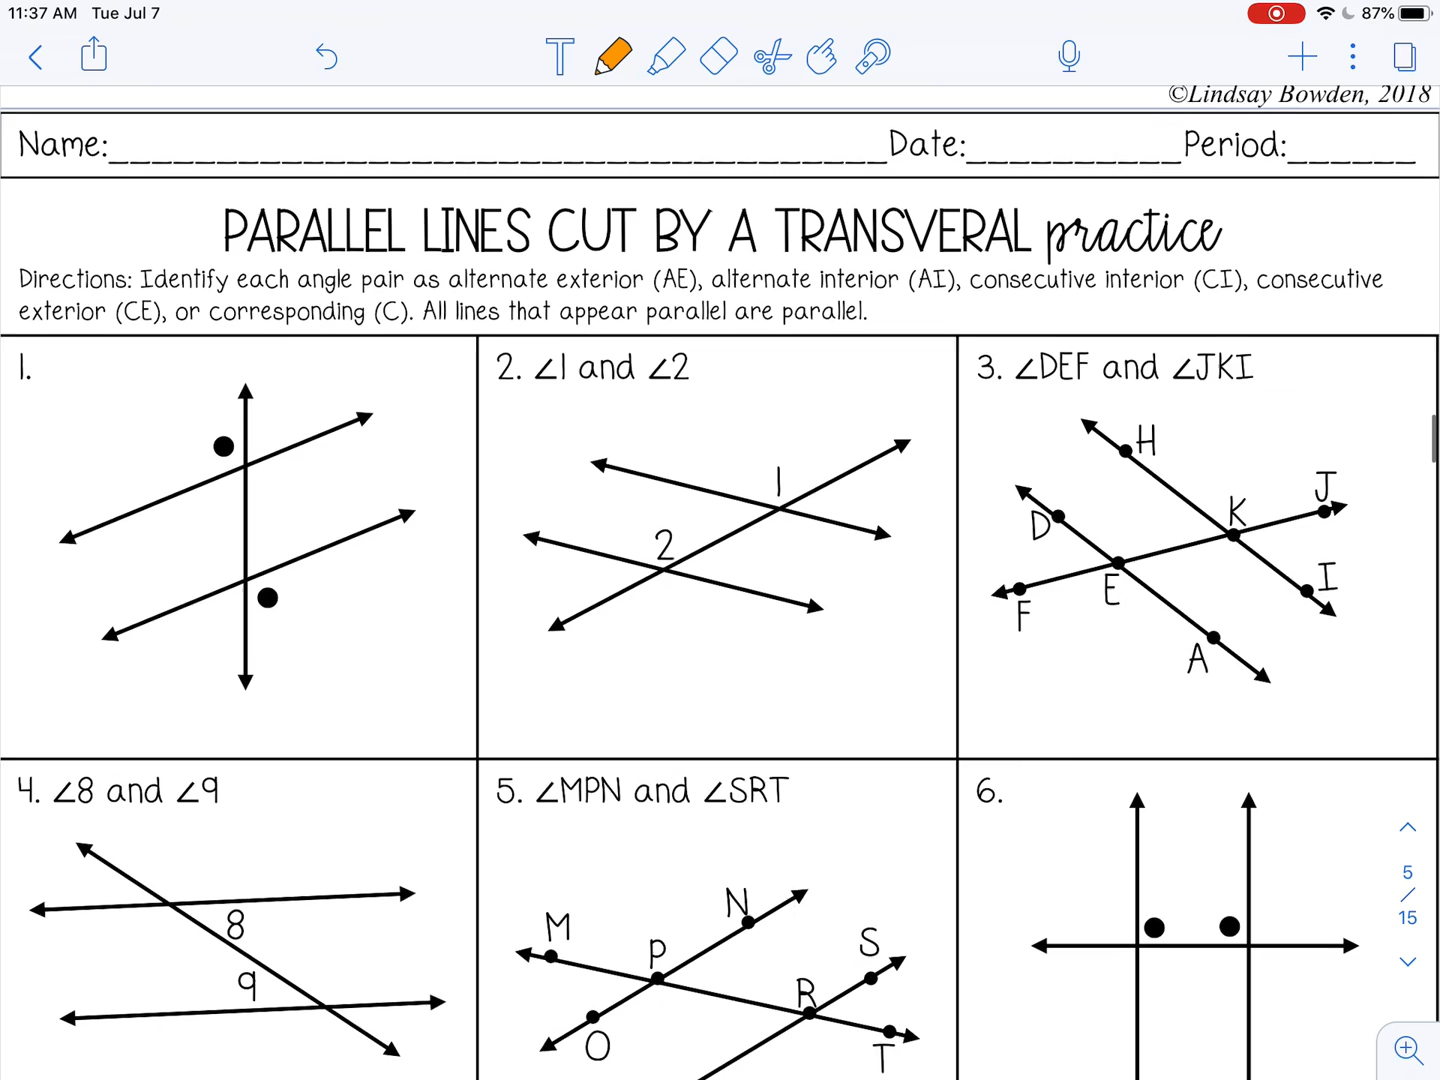 11:37 AM Tue Jul 7 87%
T
©Lindsay Bowden, 2018
Name:___________________________________Date:__________Period:______
PARALLEL LINES CUT BY A TRANSVERAL practice
Directions: Identify each angle pair as alternate exterior (AE), alternate interior (AI), consecutive interior (CI), consecutive
exterior (CE), or corresponding (C). All lines that appear parallel are parallel.
1.
2. ∠1 and ∠2
1
2
3. ∠DEF and ∠JKI
H
J
K
D
I
E
F
A
4. ∠8 and ∠9
8
9
5. ∠MPN and ∠SRT
N
M
S
P
R
O
T
6.
5
/
15